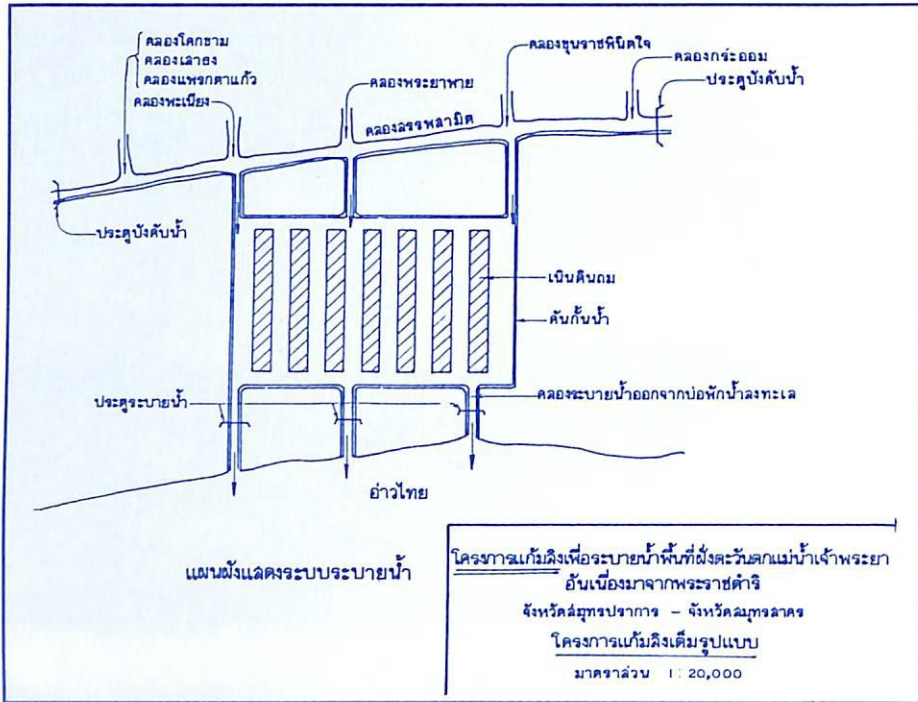 คลองโคกขาม
คลองเลาธง
คลองแพรกตาแก้ว
คลองพะเนียง
คลองพระยาพาย
คลองสรรพสามิต
คลองขุนราชพินิตใจ
คลองกระออม
ประตูบังคับน้ำ
ประตูบังคับน้ำ
เนินดินถม
คันกั้นน้ำ
ประตูระบายน้ำ
คลองระบายน้ำออกจากบ่อพักน้ำลงทะเล
อ่าวไทย
แผนผังแสดงระบบระบายน้ำ
โครงการแก้มลิงเพื่อระบายน้ำพื้นที่ฝั่งตะวันตกแม่น้ำเจ้าพระยา
อันเนื่องมาจากพระราชดำริ
จังหวัดสมุทรปราการ - จังหวัดสมุทรสาคร
โครงการแก้มลิงเต็มรูปแบบ
มาตราส่วน 1 : 20,000